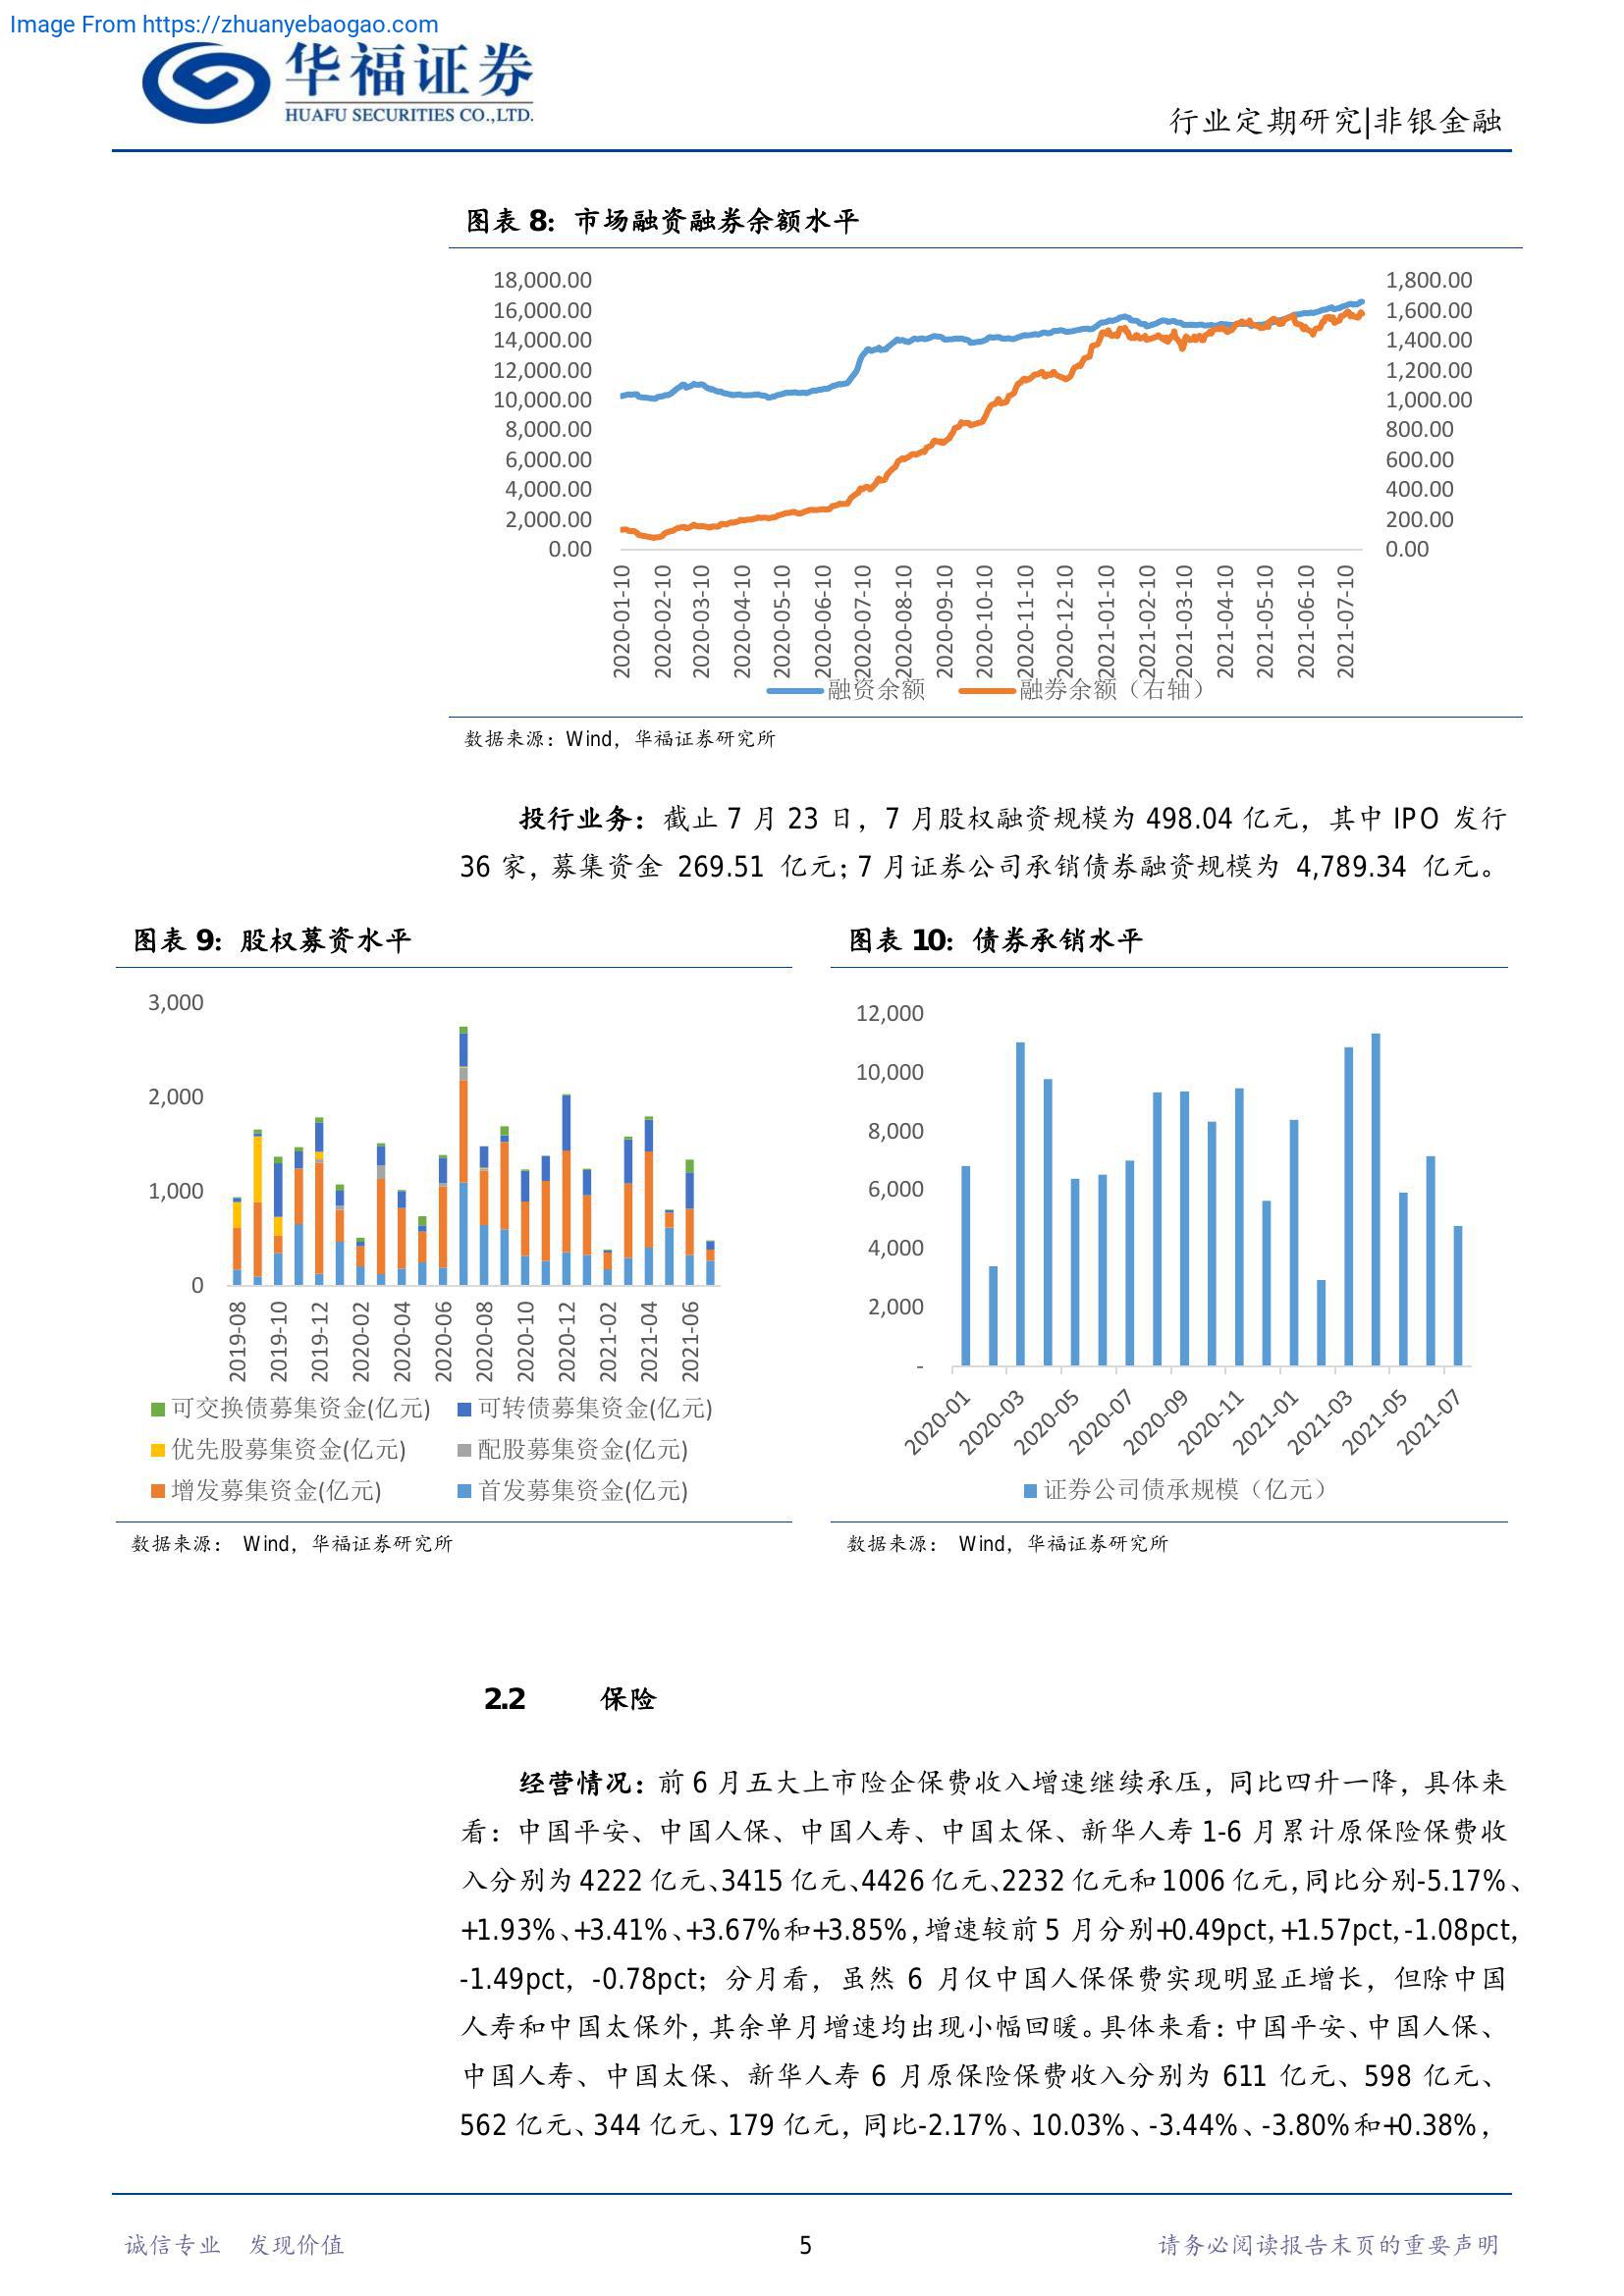 Image From https://zhuanyebaogao.com
华福证券
HUAFU SECURITIES CO.,LTD.
行业定期研究|非银金融
图表 8：市场融资融券余额水平
18,000.00
16,000.00
14,000.00
12,000.00
10,000.00
8,000.00
6,000.00
4,000.00
2,000.00
0.00
1,800.00
1,600.00
1,400.00
1,200.00
1,000.00
800.00
600.00
400.00
200.00
0.00
2020-01-10
2020-02-10
2020-03-10
2020-04-10
2020-05-10
2020-06-10
2020-07-10
2020-08-10
2020-09-10
2020-10-10
2020-11-10
2020-12-10
2021-01-10
2021-02-10
2021-03-10
2021-04-10
2021-05-10
2021-06-10
2021-07-10
融资余额 融券余额（右轴）
数据来源：Wind，华福证券研究所
投行业务：截止 7 月 23 日，7 月股权融资规模为 498.04 亿元，其中 IPO 发行
36 家，募集资金 269.51 亿元；7 月证券公司承销债券融资规模为 4,789.34 亿元。
图表 9：股权募资水平
3,000
2,000
1,000
0
2019-08
2019-10
2019-12
2020-02
2020-04
2020-06
2020-08
2020-10
2020-12
2021-02
2021-04
2021-06
可交换债募集资金(亿元) 可转债募集资金(亿元)
优先股募集资金(亿元) 配股募集资金(亿元)
增发募集资金(亿元) 首发募集资金(亿元)
数据来源： Wind，华福证券研究所
图表 10：债券承销水平
12,000
10,000
8,000
6,000
4,000
2,000
-
2020-01
2020-03
2020-05
2020-07
2020-09
2020-11
2021-01
2021-03
2021-05
2021-07
证券公司债承规模（亿元）
数据来源： Wind，华福证券研究所
2.2 保险
经营情况：前 6 月五大上市险企保费收入增速继续承压，同比四升一降，具体来
看：中国平安、中国人保、中国人寿、中国太保、新华人寿 1-6 月累计原保险保费收
入分别为 4222 亿元、3415 亿元、4426 亿元、2232 亿元和 1006 亿元，同比分别-5.17%、
+1.93%、+3.41%、+3.67%和+3.85%，增速较前 5 月分别+0.49pct，+1.57pct，-1.08pct，
-1.49pct，-0.78pct；分月看，虽然 6 月仅中国人保保费实现明显正增长，但除中国
人寿和中国太保外，其余单月增速均出现小幅回暖。具体来看：中国平安、中国人保、
中国人寿、中国太保、新华人寿 6 月原保险保费收入分别为 611 亿元、598 亿元、
562 亿元、344 亿元、179 亿元，同比-2.17%、10.03%、-3.44%、-3.80%和+0.38%，
诚信专业 发现价值
5
请务必阅读报告末页的重要声明